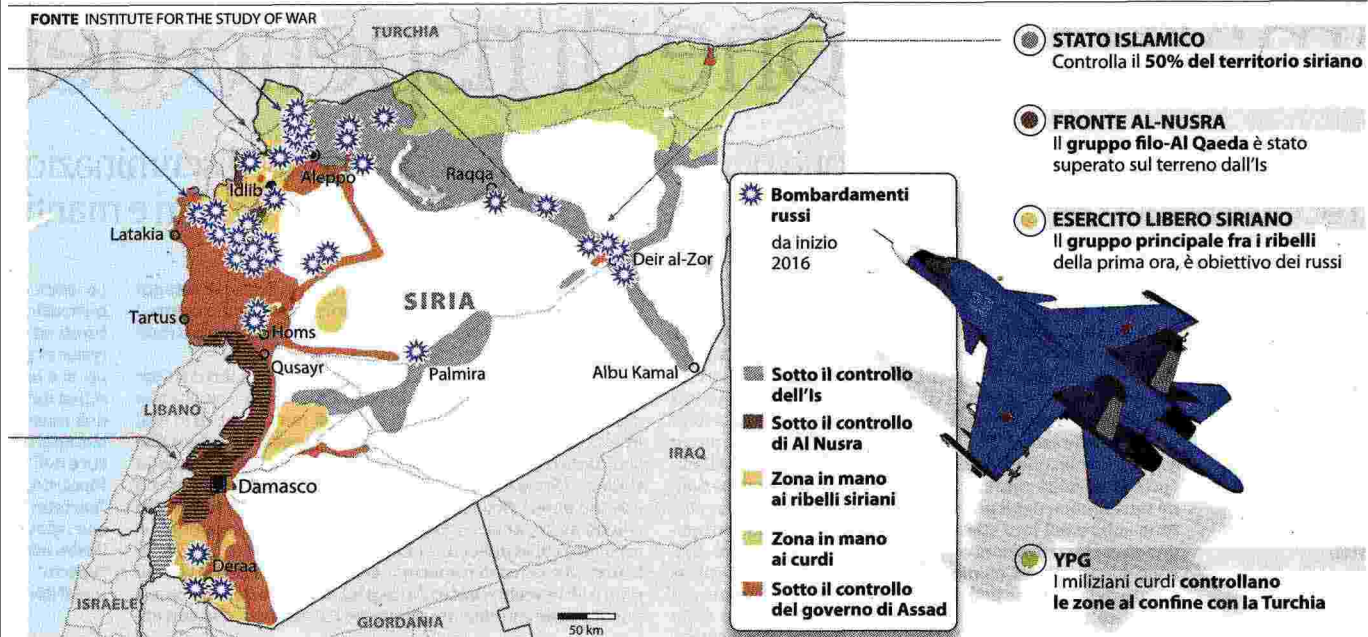 FONTE INSTITUTE FOR THE STUDY OF WAR
TURCHIA
Aleppo
Idlib
Raqqa
Latakia
Deir al-Zor
SIRIA
Tartus
Homs
Qusayr
Palmira
Albu Kamal
LIBANO
IRAQ
Damasco
Deraa
ISRAELE
GIORDANIA
50 km
Bombardamenti
russi
da inizio
2016
Sotto il controllo
dell'Is
Sotto il controllo
di Al Nusra
Zona in mano
ai ribelli siriani
Zona in mano
ai curdi
Sotto il controllo
del governo di Assad
STATO ISLAMICO
Controlla il 50% del territorio siriano
FRONTE AL-NUSRA
Il gruppo filo-Al Qaeda è stato
superato sul terreno dall'Is
ESERCITO LIBERO SIRIANO
Il gruppo principale fra i ribelli
della prima ora, è obiettivo dei russi
YPG
I miliziani curdi controllano
le zone al confine con la Turchia